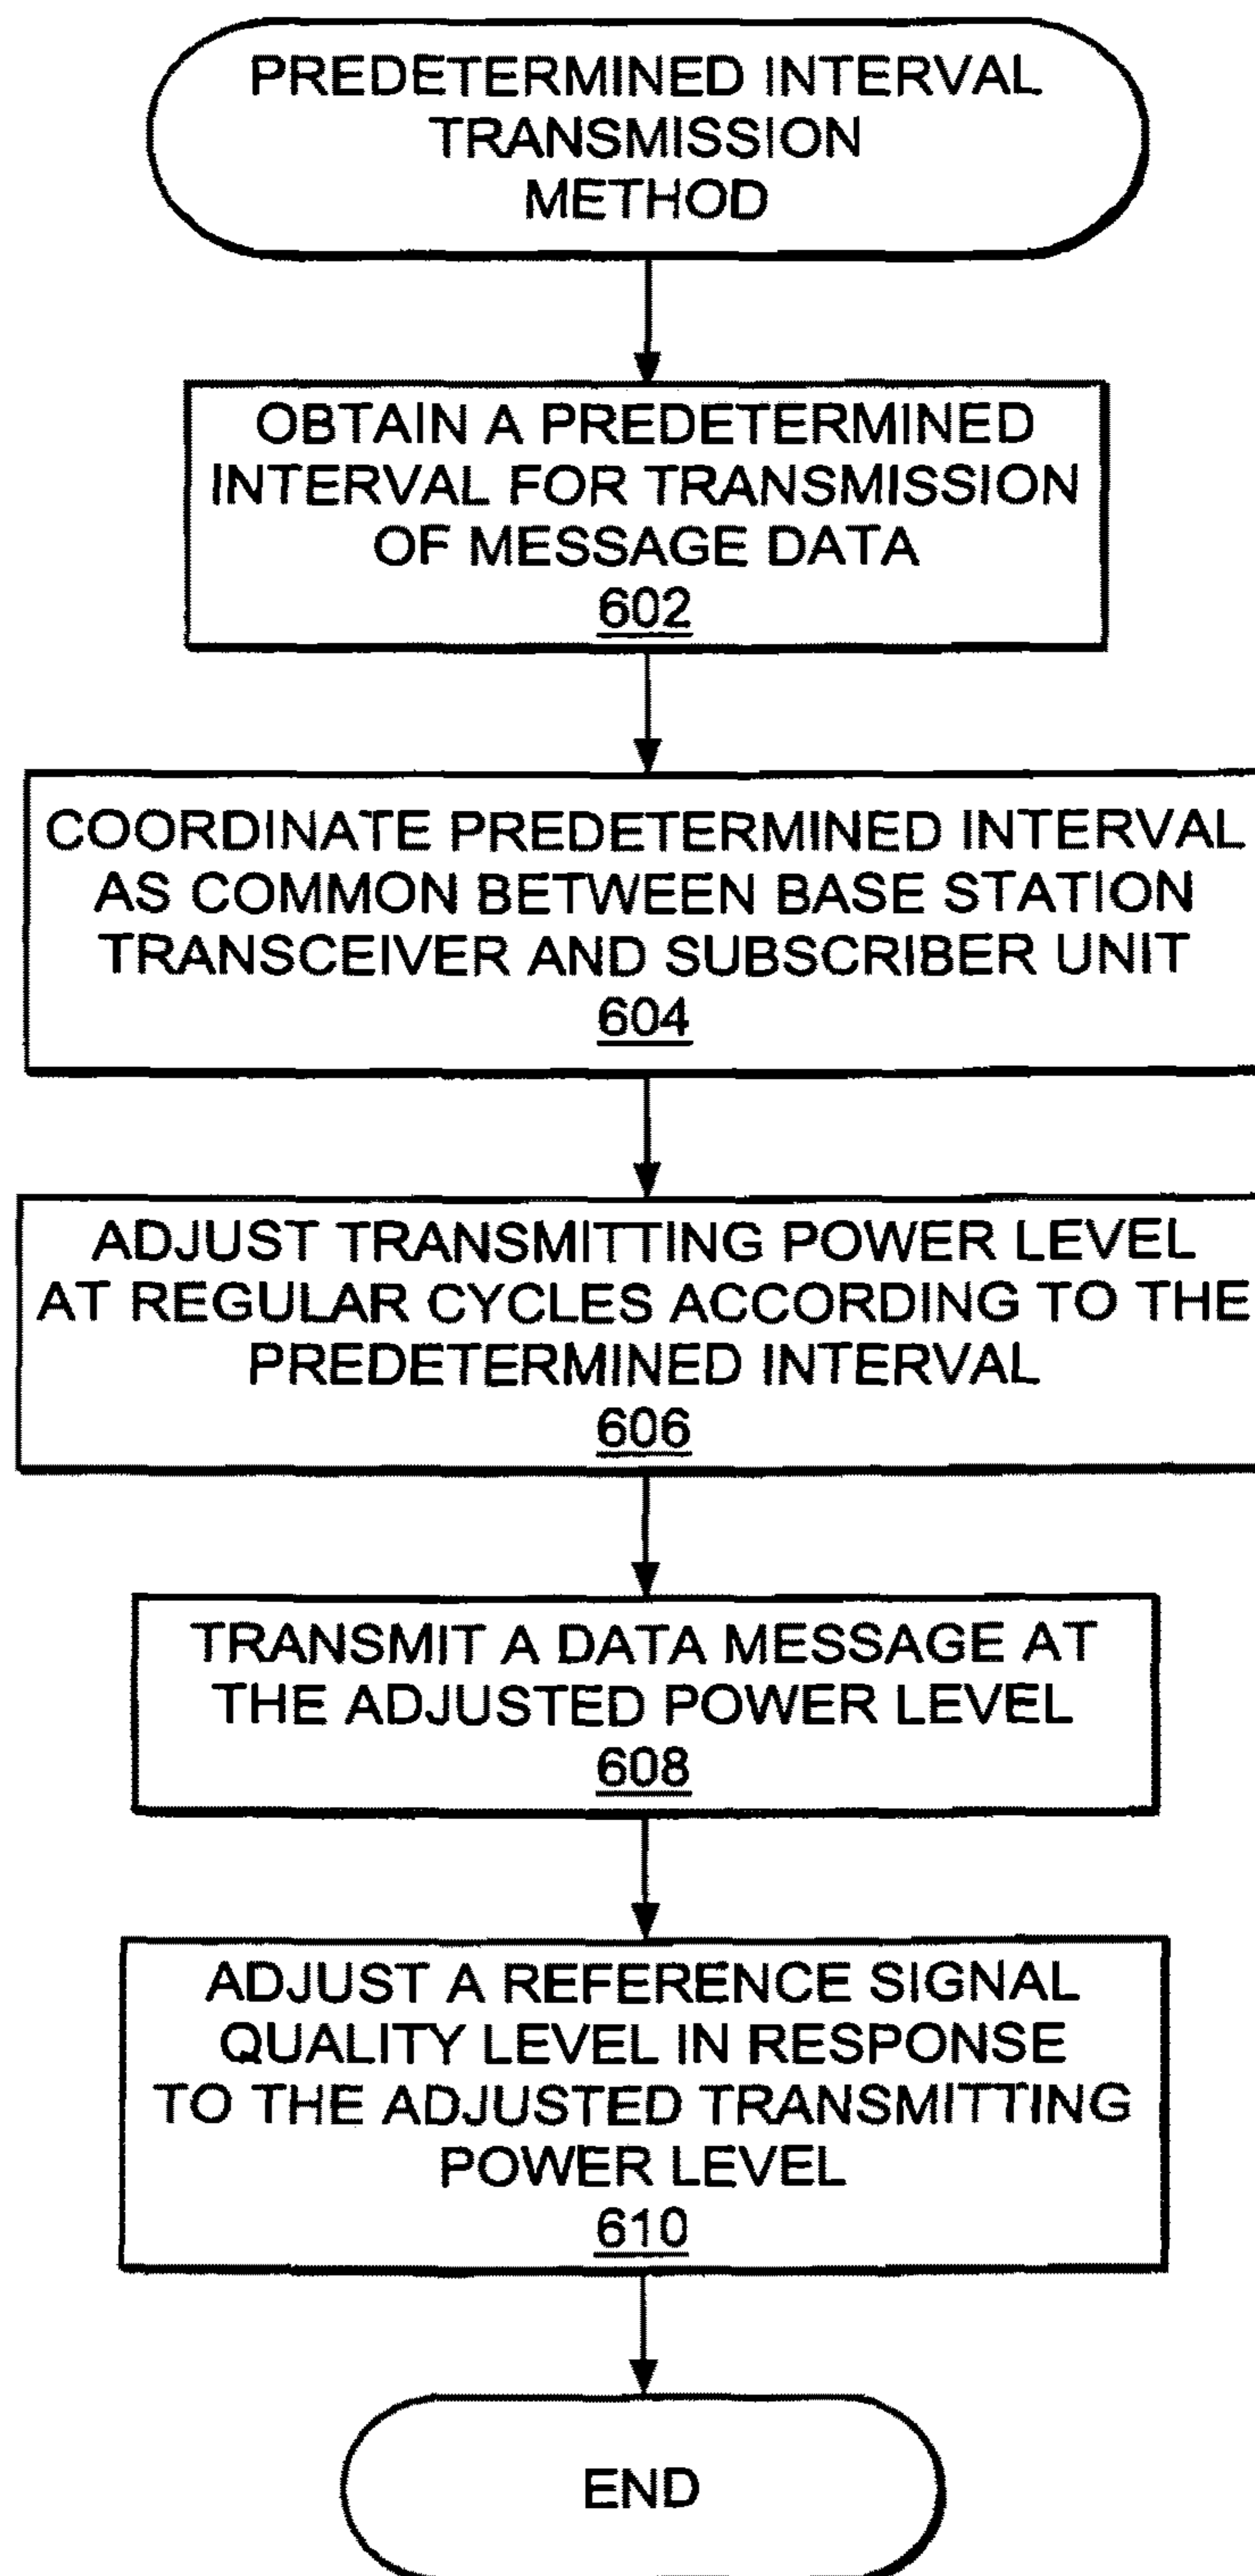 PREDETERMINED INTERVAL
TRANSMISSION
METHOD
OBTAIN A PREDETERMINED
INTERVAL FOR TRANSMISSION
OF MESSAGE DATA
602
COORDINATE PREDETERMINED INTERVAL
AS COMMON BETWEEN BASE STATION
TRANSCEIVER AND SUBSCRIBER UNIT
604
ADJUST TRANSMITTING POWER LEVEL
AT REGULAR CYCLES ACCORDING TO THE
PREDETERMINED INTERVAL
606
TRANSMIT A DATA MESSAGE AT
THE ADJUSTED POWER LEVEL
608
ADJUST A REFERENCE SIGNAL
QUALITY LEVEL IN RESPONSE
TO THE ADJUSTED TRANSMITTING
POWER LEVEL
610
END